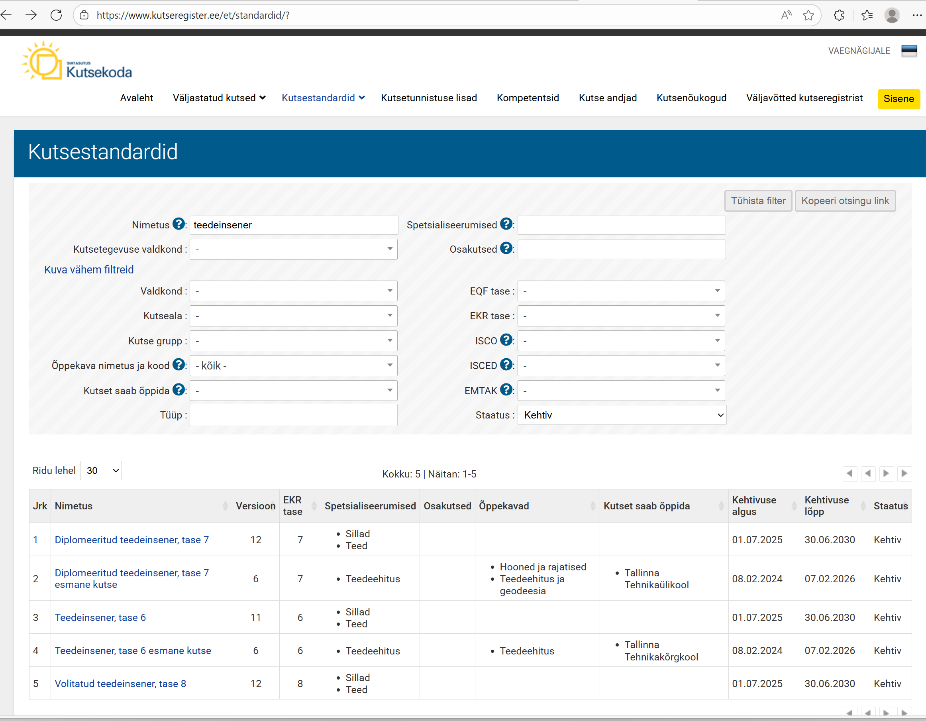 https://www.kutseregister.ee/et/standardid/?
VAEGNÄGIJALE
SIHTASUTUS
Kutsekoda
Avaleht Väljastatud kutsed Kutsestandardid Kutsetunnistuse lisad Kompetentsid Kutse andjad Kutsenõukogud Väljavõtted kutseregistrist Sisene
Kutsestandardid
Tühista filter Kopeeri otsingu link
Nimetus ?: teedeinsener Spetsialiseerumised ?:
Kutsetegevuse valdkond : - Osakutsed ?:
Kuva vähem filtreid
Valdkond : - EQF tase : -
Kutseala : - EKR tase : -
Kutse grupp : - ISCO ?: -
Õppekava nimetus ja kood ?: - kõik - ISCED ?: -
Kutset saab õppida ?: - EMTAK ?: -
Tüüp : Staatus : Kehtiv
Ridu lehel 30 Kokku: 5 | Näitan: 1-5
Jrk Nimetus Versioon EKR tase Spetsialiseerumised Osakutsed Õppekavad Kutset saab õppida Kehtivuse algus Kehtivuse lõpp Staatus
1 Diplomeeritud teedeinsener, tase 7 12 7 • Sillad • Teed 01.07.2025 30.06.2030 Kehtiv
2 Diplomeeritud teedeinsener, tase 7 esmane kutse 6 7 • Teedeehitus • Hooned ja rajatised • Teedeehitus ja geodeesia • Tallinna Tehnikaülikool 08.02.2024 07.02.2026 Kehtiv
3 Teedeinsener, tase 6 11 6 • Sillad • Teed 01.07.2025 30.06.2030 Kehtiv
4 Teedeinsener, tase 6 esmane kutse 6 6 • Teedeehitus • Teedeehitus • Tallinna Tehnikakõrgkool 08.02.2024 07.02.2026 Kehtiv
5 Volitatud teedeinsener, tase 8 12 8 • Sillad • Teed 01.07.2025 30.06.2030 Kehtiv